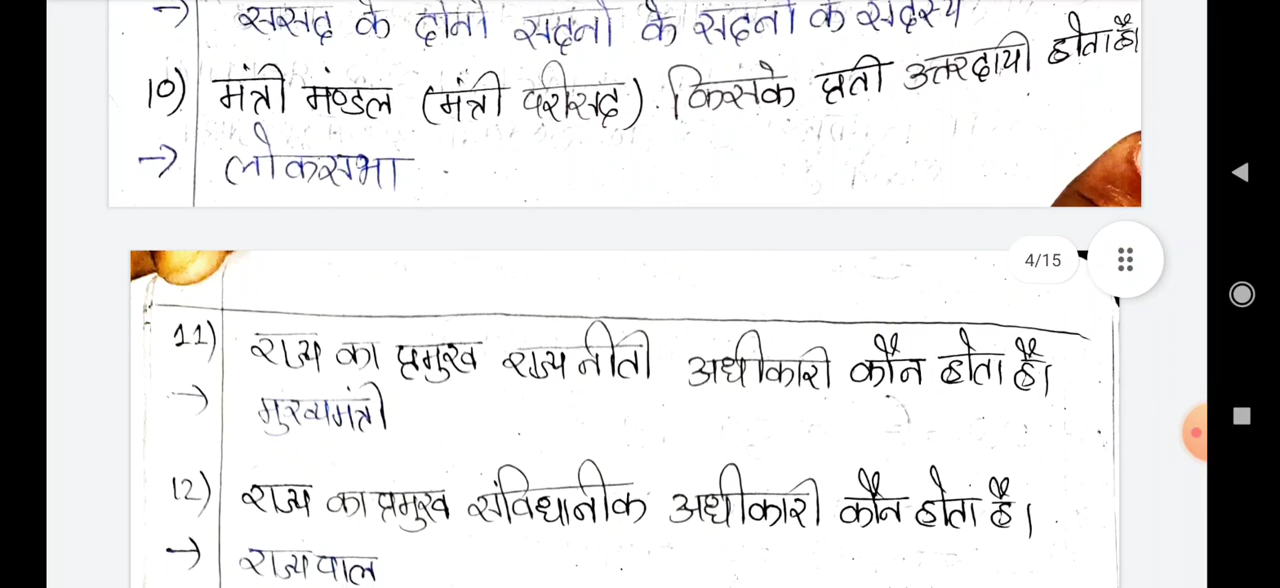 →) संसद के दोनो सदनो के सदनो के सदस्य
10) मंत्री मंण्डल (मंत्री परीसद). किसके प्रती उत्तरदायी होता है।
→) लोकसभा
4/15
11) राज्य का प्रमुख राज्यनीती अधीकारी कौन होता है।
→ मुख्यमंत्री
12) राज्य का प्रमुख संविधानीक अधीकारी कौन होता है।
→ राज्यपाल